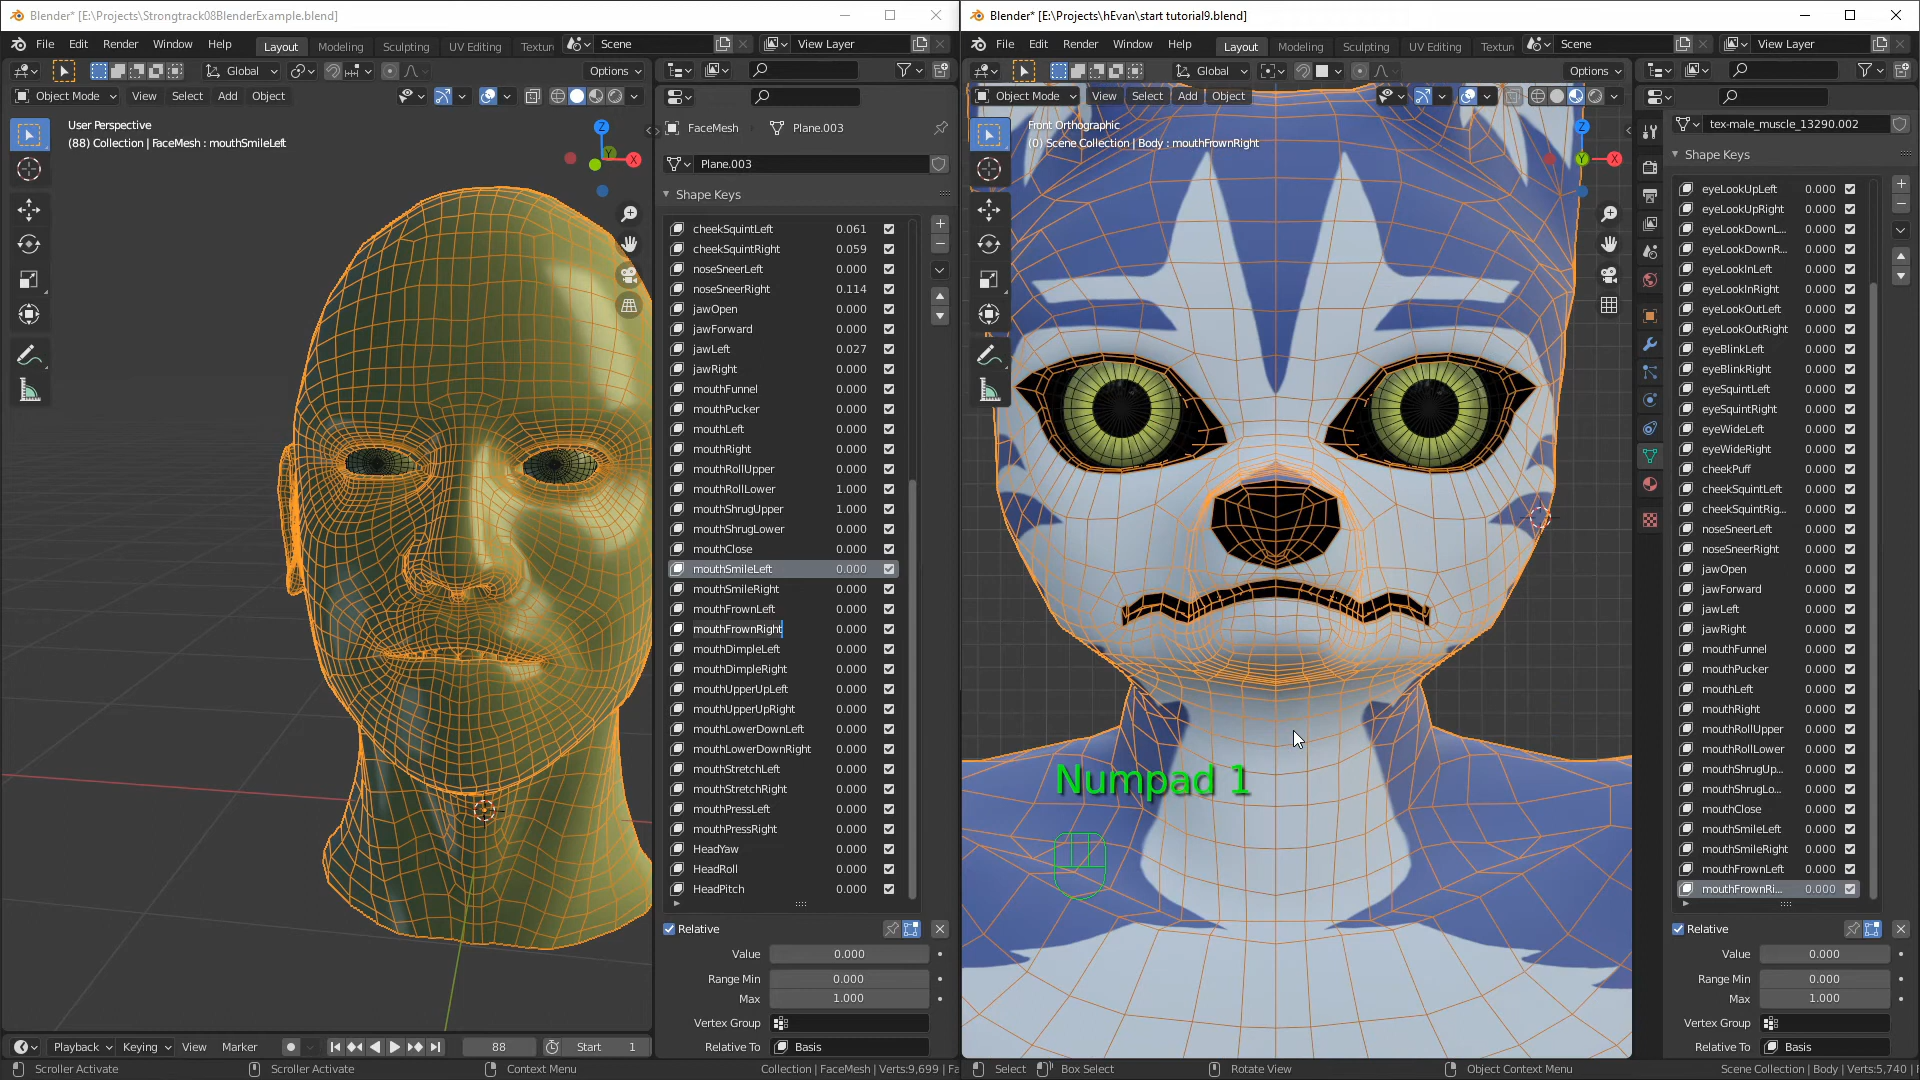 Blender* [E:\Projects\Strongtrack08BlenderExample.blend]
File Edit Render Window Help Layout Modeling Sculpting UV Editing Textur Scene View Layer
Global Options
Object Mode View Select Add Object
User Perspective
(88) Collection | FaceMesh : mouthSmileLeft
X
Y
Z
FaceMesh Plane.003
Plane.003
Shape Keys
cheekSquintLeft 0.061
cheekSquintRight 0.059
noseSneerLeft 0.000
noseSneerRight 0.114
jawOpen 0.000
jawForward 0.000
jawLeft 0.027
jawRight 0.000
mouthFunnel 0.000
mouthPucker 0.000
mouthLeft 0.000
mouthRight 0.000
mouthRollUpper 0.000
mouthRollLower 1.000
mouthShrugUpper 1.000
mouthShrugLower 0.000
mouthClose 0.000
mouthSmileLeft 0.000
mouthSmileRight 0.000
mouthFrownLeft 0.000
mouthFrownRight 0.000
mouthDimpleLeft 0.000
mouthDimpleRight 0.000
mouthUpperUpLeft 0.000
mouthUpperUpRight 0.000
mouthLowerDownLeft 0.000
mouthLowerDownRight 0.000
mouthStretchLeft 0.000
mouthStretchRight 0.000
mouthPressLeft 0.000
mouthPressRight 0.000
HeadYaw 0.000
HeadRoll 0.000
HeadPitch 0.000
Relative
Value 0.000
Range Min 0.000
Max 1.000
Vertex Group
Relative To Basis
Playback Keying View Marker 88 Start 1
Scroller Activate Scroller Activate Context Menu Collection | FaceMesh | Verts:9,699 | Fa
Blender* [E:\Projects\hEvan\start tutorial9.blend]
File Edit Render Window Help Layout Modeling Sculpting UV Editing Texturi Scene View Layer
Global Options
Object Mode View Select Add Object
Front Orthographic
(0) Scene Collection | Body : mouthFrownRight
Z
Y
X
Numpad 1
tex-male_muscle_13290.002
Shape Keys
eyeLookUpLeft 0.000
eyeLookUpRight 0.000
eyeLookDownL... 0.000
eyeLookDownR... 0.000
eyeLookInLeft 0.000
eyeLookInRight 0.000
eyeLookOutLeft 0.000
eyeLookOutRight 0.000
eyeBlinkLeft 0.000
eyeBlinkRight 0.000
eyeSquintLeft 0.000
eyeSquintRight 0.000
eyeWideLeft 0.000
eyeWideRight 0.000
cheekPuff 0.000
cheekSquintLeft 0.000
cheekSquintRig... 0.000
noseSneerLeft 0.000
noseSneerRight 0.000
jawOpen 0.000
jawForward 0.000
jawLeft 0.000
jawRight 0.000
mouthFunnel 0.000
mouthPucker 0.000
mouthLeft 0.000
mouthRight 0.000
mouthRollUpper 0.000
mouthRollLower 0.000
mouthShrugUp... 0.000
mouthShrugLo... 0.000
mouthClose 0.000
mouthSmileLeft 0.000
mouthSmileRight 0.000
mouthFrownLeft 0.000
mouthFrownRi... 0.000
Relative
Value 0.000
Range Min 0.000
Max 1.000
Vertex Group
Relative To Basis
Select Box Select Rotate View Object Context Menu Scene Collection | Body | Verts:5,740 | F